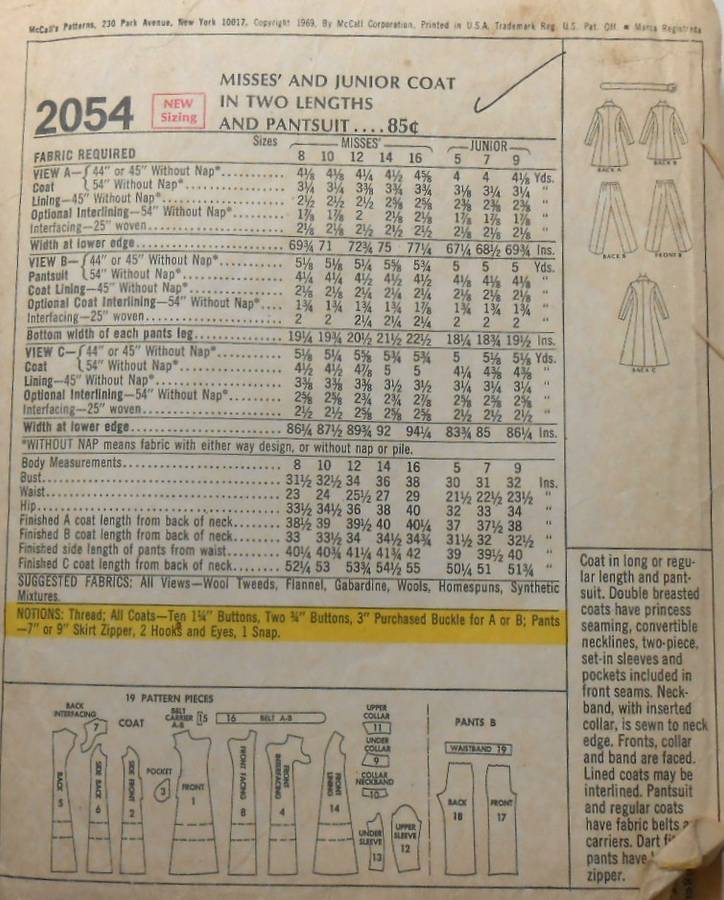 McCall's Patterns, 230 Park Avenue, New York 10017, Copyright 1969, By McCall Corporation, Printed in U.S.A. Trademark Reg. U.S. Pat. Off. * Marca Registrada
2054
NEW Sizing
MISSES' AND JUNIOR COAT
IN TWO LENGTHS
AND PANTSUIT....85¢
Sizes MISSES' JUNIOR
FABRIC REQUIRED 8 10 12 14 16 5 7 9
VIEW A—44" or 45" Without Nap* 4⅛ 4⅛ 4¼ 4½ 4⅝ 4 4 4⅛ Yds.
Coat 54" Without Nap* 3¼ 3¼ 3⅜ 3¾ 3¾ 3⅛ 3¼ 3¼ "
Lining—45" Without Nap* 2½ 2½ 2½ 2⅝ 2⅝ 2⅜ 2⅜ 2⅜ "
Optional Interlining—54" Without Nap* 1⅞ 1⅞ 2 2⅛ 2⅛ 1⅞ 1⅞ 1⅞ "
Interfacing—25" woven 2⅛ 2⅛ 2½ 2½ 2½ 2⅛ 2⅛ 2⅛ "
Width at lower edge 69¾ 71 72¾ 75 77¼ 67¼ 68½ 69¾ Ins.
VIEW B—44" or 45" Without Nap* 5⅛ 5⅛ 5¼ 5⅝ 5¾ 5 5 5 Yds.
Pantsuit 54" Without Nap* 4¼ 4¼ 4½ 4½ 4½ 4⅛ 4⅛ 4⅛ "
Coat Lining—45" Without Nap* 2⅛ 2⅛ 2¼ 2¼ 2¼ 2⅛ 2⅛ 2⅛ "
Optional Coat Interlining—54" Without Nap* 1¾ 1¾ 1¾ 1¾ 1⅞ 1¾ 1¾ 1¾ "
Interfacing—25" woven 2 2 2¼ 2¼ 2¼ 2 2 2 "
Bottom width of each pants leg 19¼ 19¾ 20½ 21½ 22½ 18¼ 18¾ 19½ Ins.
VIEW C—44" or 45" Without Nap* 5⅛ 5¼ 5⅝ 5¾ 5¾ 5 5⅛ 5⅛ Yds.
Coat 54" Without Nap* 4½ 4½ 4⅞ 5 5 4¼ 4⅜ 4⅜ "
Lining—45" Without Nap* 3⅜ 3⅜ 3⅜ 3½ 3½ 3¼ 3¼ 3¼ "
Optional Interlining—54" Without Nap* 2⅝ 2⅝ 2¾ 2¾ 2⅞ 2⅝ 2⅝ 2⅝ "
Interfacing—25" woven 2½ 2½ 2⅝ 2⅝ 2⅝ 2½ 2½ 2½ "
Width at lower edge 86¼ 87½ 89¾ 92 94¼ 83¾ 85 86¼ Ins.
*WITHOUT NAP means fabric with either way design, or without nap or pile.
Body Measurements 8 10 12 14 16 5 7 9
Bust 31½ 32½ 34 36 38 30 31 32 Ins.
Waist 23 24 25½ 27 29 21½ 22½ 23½ "
Hip 33½ 34½ 36 38 40 32 33 34 "
Finished A coat length from back of neck 38½ 39 39½ 40 40¼ 37 37½ 38 "
Finished B coat length from back of neck 33 33½ 34 34½ 34¾ 31½ 32 32½ "
Finished side length of pants from waist 40¼ 40¾ 41¼ 41¾ 42 39 39½ 40 "
Finished C coat length from back of neck 52¼ 53 53¾ 54½ 55 50¼ 51 51¾ "
SUGGESTED FABRICS: All Views—Wool Tweeds, Flannel, Gabardine, Wools, Homespuns, Synthetic
Mixtures.
NOTIONS: Thread; All Coats—Ten 1¼" Buttons, Two ¾" Buttons, 3" Purchased Buckle for A or B; Pants
—7" or 9" Skirt Zipper, 2 Hooks and Eyes, 1 Snap.
BACK A
BACK B
BACK B
FRONT B
BACK C
Coat in long or regu-
lar length and pant-
suit. Double breasted
coats have princess
seaming, convertible
necklines, two-piece,
set-in sleeves and
pockets included in
front seams. Neck-
band, with inserted
collar, is sewn to neck
edge. Fronts, collar
and band are faced.
Lined coats may be
interlined. Pantsuit
and regular coats
have fabric belts
carriers. Dart
pants have
zipper.
19 PATTERN PIECES
BACK INTERFACING 7
COAT
BELT CARRIER A-B 15
16 BELT A-B
UPPER COLLAR 11
UNDER COLLAR 9
COLLAR NECKBAND 10
BACK 5
SIDE BACK 6
SIDE FRONT 2
POCKET 3
FRONT 1
FRONT FACING 8
FRONT INTERFACING 4
FRONT LINING 14
UNDER SLEEVE 13
UPPER SLEEVE 12
PANTS B
WAISTBAND 19
BACK 18
FRONT 17